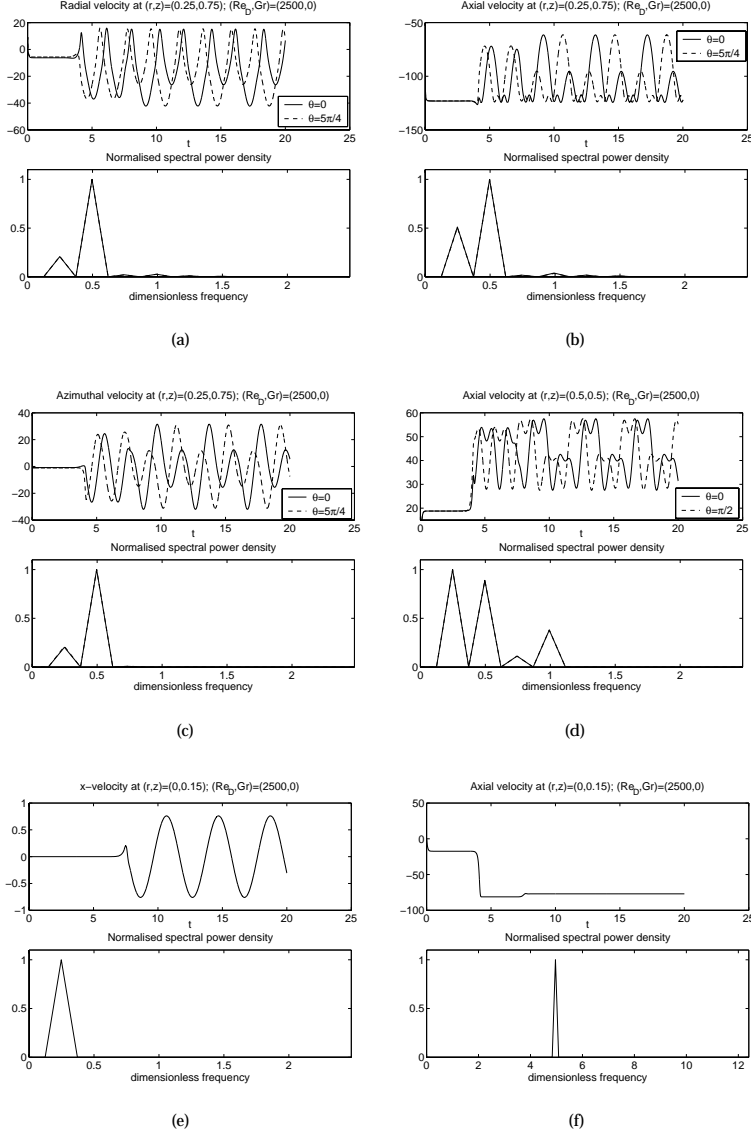 Radial velocity at (r,z)=(0.25,0.75); (Re_D,Gr)=(2500,0)
20
0
−20
−40
−60
0 5 10 15 20 25
t
θ=0
θ=5π/4
Normalised spectral power density
1
0.5
0
0 0.5 1 1.5 2
dimensionless frequency
(a)
Axial velocity at (r,z)=(0.25,0.75); (Re_D,Gr)=(2500,0)
−50
−100
−150
0 5 10 15 20 25
t
θ=0
θ=5π/4
Normalised spectral power density
1
0.5
0
0 0.5 1 1.5 2
dimensionless frequency
(b)
Azimuthal velocity at (r,z)=(0.25,0.75); (Re_D,Gr)=(2500,0)
40
20
0
−20
−40
0 5 10 15 20 25
t
θ=0
θ=5π/4
Normalised spectral power density
1
0.5
0
0 0.5 1 1.5 2
dimensionless frequency
(c)
Axial velocity at (r,z)=(0.5,0.5); (Re_D,Gr)=(2500,0)
60
50
40
30
20
0 5 10 15 20 25
t
θ=0
θ=π/2
Normalised spectral power density
1
0.5
0
0 0.5 1 1.5 2
dimensionless frequency
(d)
x−velocity at (r,z)=(0,0.15); (Re_D,Gr)=(2500,0)
1
0.5
0
−0.5
−1
0 5 10 15 20 25
t
Normalised spectral power density
1
0.5
0
0 0.5 1 1.5 2
dimensionless frequency
(e)
Axial velocity at (r,z)=(0,0.15); (Re_D,Gr)=(2500,0)
50
0
−50
−100
0 5 10 15 20 25
t
Normalised spectral power density
1
0.5
0
0 2 4 6 8 10 12
dimensionless frequency
(f)